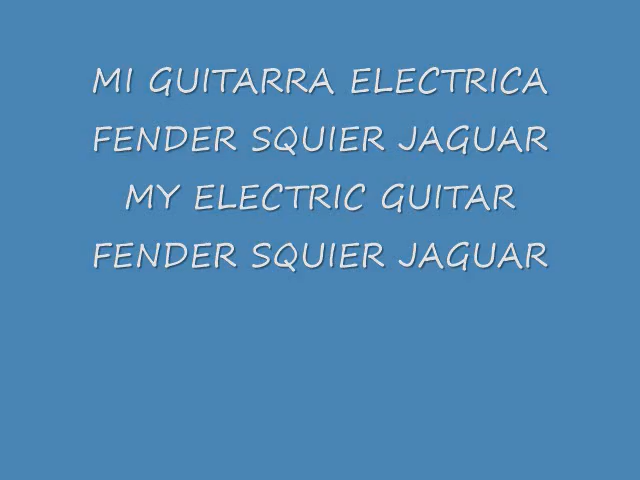 MI GUITARRA ELECTRICA
FENDER SQUIER JAGUAR
MY ELECTRIC GUITAR
FENDER SQUIER JAGUAR